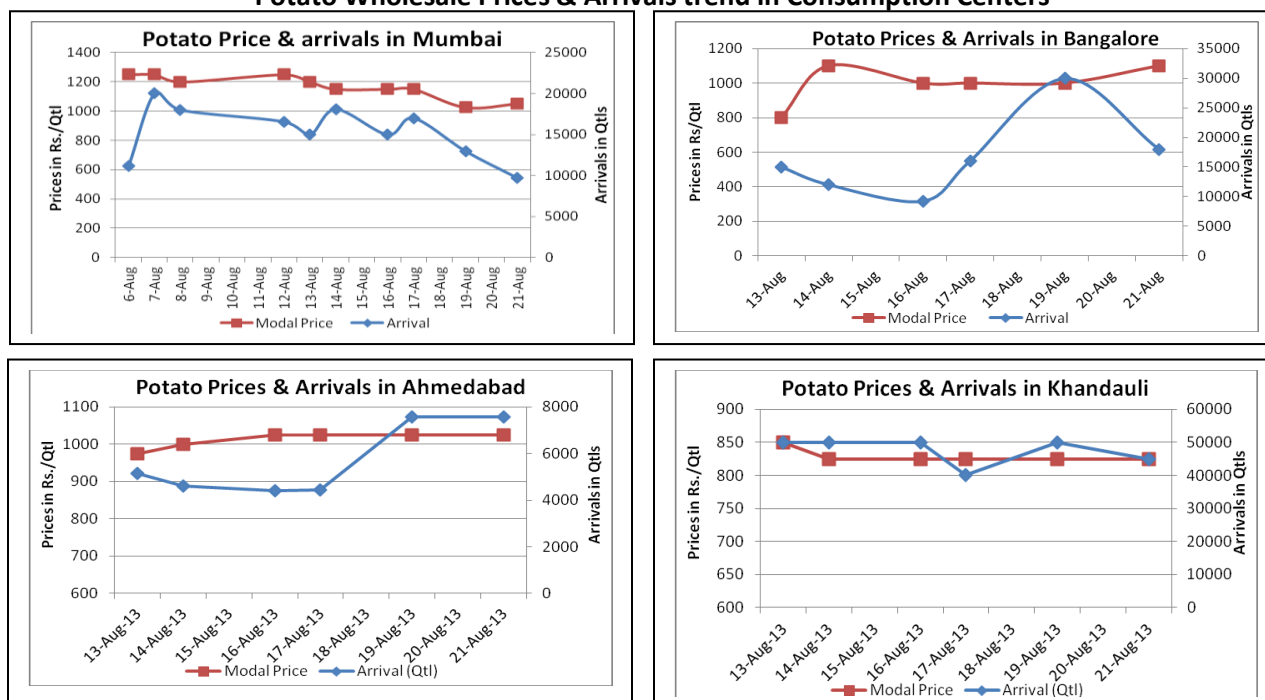 Potato Wholesale Prices & Arrivals trend in Consumption Centers
Potato Price & arrivals in Mumbai
Prices in Rs./Qtl
1400
1200
1000
800
600
400
200
0
25000
20000
15000
10000
5000
0
Arrivals in Qtls
6-Aug
7-Aug
8-Aug
9-Aug
10-Aug
11-Aug
12-Aug
13-Aug
14-Aug
15-Aug
16-Aug
17-Aug
18-Aug
19-Aug
20-Aug
21-Aug
Modal Price
Arrival
Potato Prices & Arrivals in Bangalore
Prices in Rs/Qtl
1200
1000
800
600
400
200
0
35000
30000
25000
20000
15000
10000
5000
0
Arrivals in Qtls
13-Aug
14-Aug
15-Aug
16-Aug
17-Aug
18-Aug
19-Aug
20-Aug
21-Aug
Modal Price
Arrival
Potato Prices & Arrivals in Ahmedabad
Prices in Rs./Qtl
1100
1000
900
800
700
600
8000
6000
4000
2000
0
Arrivals in Qtls
13-Aug-13
14-Aug-13
15-Aug-13
16-Aug-13
17-Aug-13
18-Aug-13
19-Aug-13
20-Aug-13
21-Aug-13
Modal Price
Arrival (Qtl)
Potato Prices & Arrivals in Khandauli
Prices in Rs,/Qtl
900
850
800
750
700
650
600
60000
50000
40000
30000
20000
10000
0
Arrivals in Qtls
13-Aug-13
14-Aug-13
15-Aug-13
16-Aug-13
17-Aug-13
18-Aug-13
19-Aug-13
20-Aug-13
21-Aug-13
Modal Price
Arrival (Qtl)